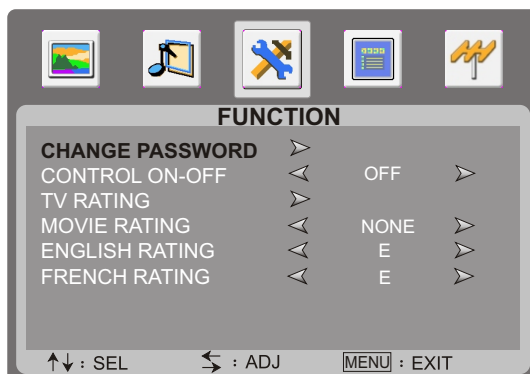 FUNCTION
CHANGE PASSWORD
CONTROL ON-OFF OFF
TV RATING
MOVIE RATING NONE
ENGLISH RATING E
FRENCH RATING E
: SEL : ADJ MENU : EXIT